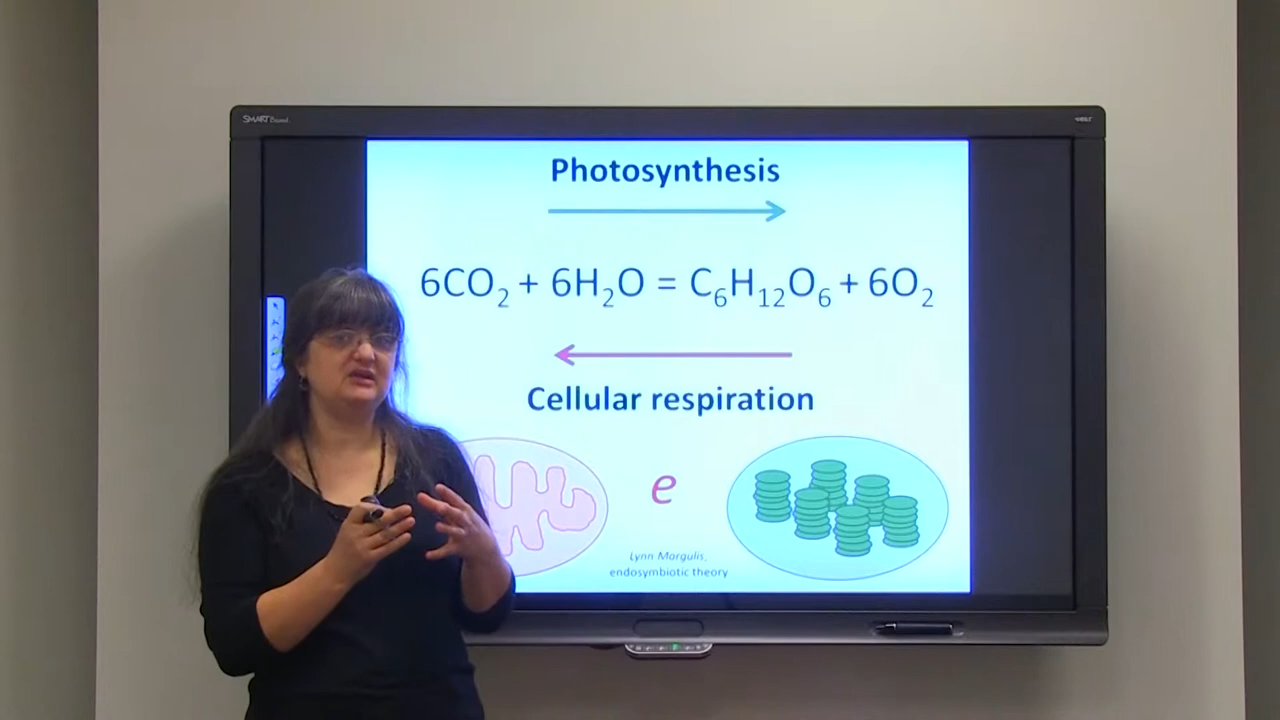 SMART Board
Photosynthesis
6CO₂ + 6H₂O = C₆H₁₂O₆ + 6O₂
Cellular respiration
e
Lynn Margulis,
endosymbiotic theory